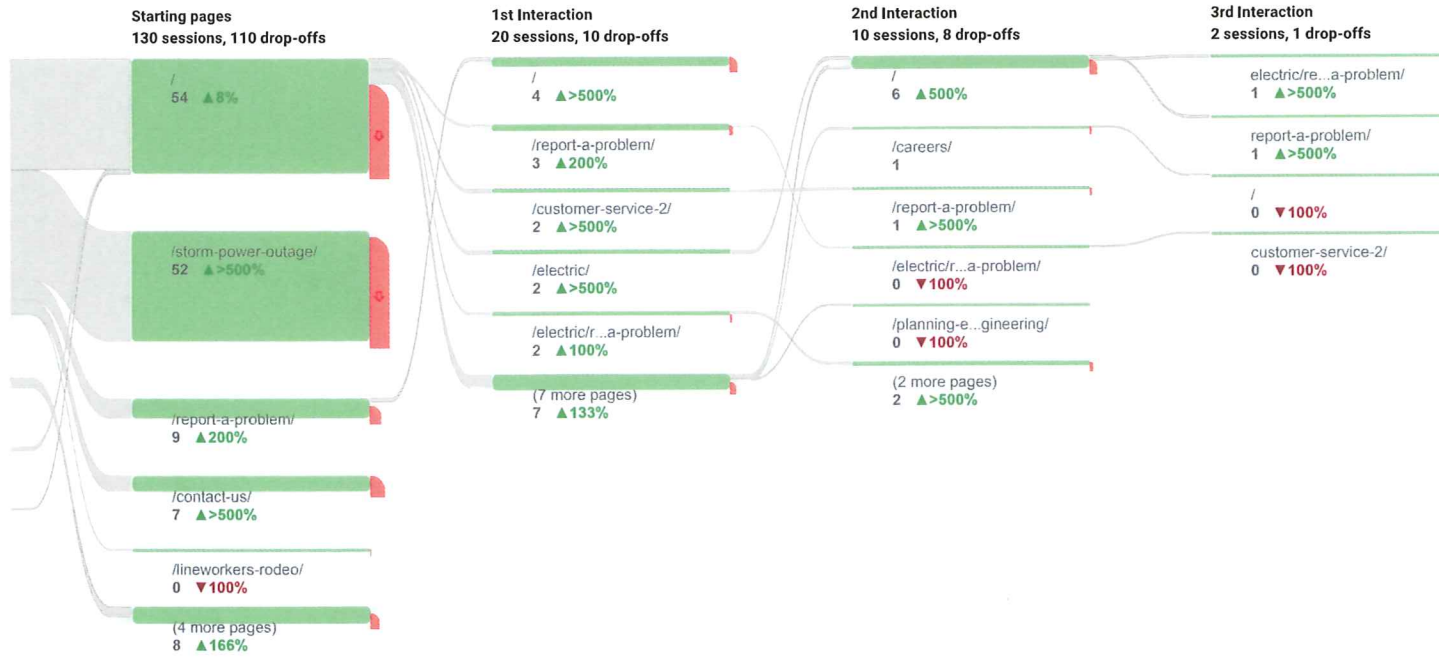 Starting pages
130 sessions, 110 drop-offs
/
54 ▲8%
/storm-power-outage/
52 ▲>500%
/report-a-problem/
9 ▲200%
/contact-us/
7 ▲>500%
/lineworkers-rodeo/
0 ▼100%
(4 more pages)
8 ▲166%
1st Interaction
20 sessions, 10 drop-offs
/
4 ▲>500%
/report-a-problem/
3 ▲200%
/customer-service-2/
2 ▲>500%
/electric/
2 ▲>500%
/electric/r...a-problem/
2 ▲100%
(7 more pages)
7 ▲133%
2nd Interaction
10 sessions, 8 drop-offs
/
6 ▲500%
/careers/
1
/report-a-problem/
1 ▲>500%
/electric/r...a-problem/
0 ▼100%
/planning-e...gineering/
0 ▼100%
(2 more pages)
2 ▲>500%
3rd Interaction
2 sessions, 1 drop-offs
electric/re...a-problem/
1 ▲>500%
report-a-problem/
1 ▲>500%
/
0 ▼100%
customer-service-2/
0 ▼100%